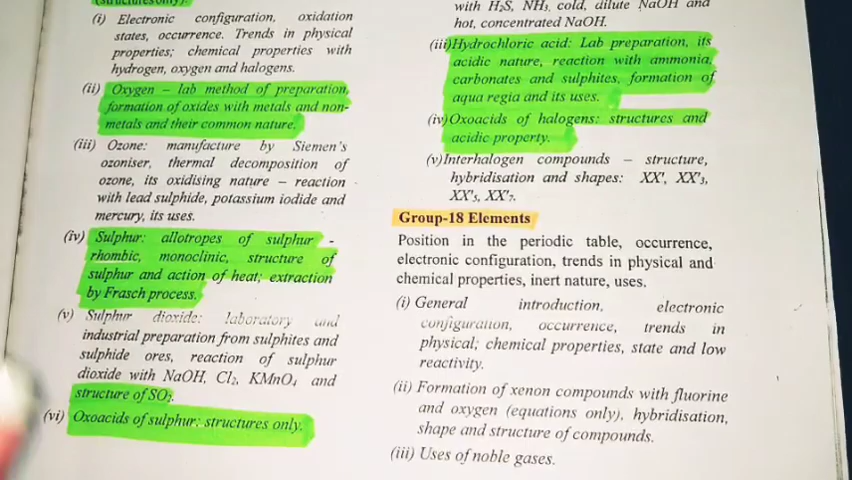 (structures only).
(i) Electronic configuration, oxidation
states, occurrence. Trends in physical
properties; chemical properties with
hydrogen, oxygen and halogens.
(ii) Oxygen – lab method of preparation,
formation of oxides with metals and non-
metals and their common nature.
(iii) Ozone: manufacture by Siemen's
ozoniser, thermal decomposition of
ozone, its oxidising nature – reaction
with lead sulphide, potassium iodide and
mercury, its uses.
(iv) Sulphur: allotropes of sulphur -
rhombic, monoclinic, structure of
sulphur and action of heat; extraction
by Frasch process.
(v) Sulphur dioxide: laboratory and
industrial preparation from sulphites and
sulphide ores, reaction of sulphur
dioxide with NaOH, Cl₂, KMnO₄ and
structure of SO₂.
(vi) Oxoacids of sulphur: structures only.
with H₂S, NH₃, cold, dilute NaOH and
hot, concentrated NaOH.
(iii)Hydrochloric acid: Lab preparation, its
acidic nature, reaction with ammonia,
carbonates and sulphites, formation of
aqua regia and its uses.
(iv)Oxoacids of halogens: structures and
acidic property.
(v)Interhalogen compounds – structure,
hybridisation and shapes: XX', XX'₃,
XX'₅, XX'₇.
Group-18 Elements
Position in the periodic table, occurrence,
electronic configuration, trends in physical and
chemical properties, inert nature, uses.
(i) General introduction, electronic
configuration, occurrence, trends in
physical; chemical properties, state and low
reactivity.
(ii) Formation of xenon compounds with fluorine
and oxygen (equations only), hybridisation,
shape and structure of compounds.
(iii) Uses of noble gases.